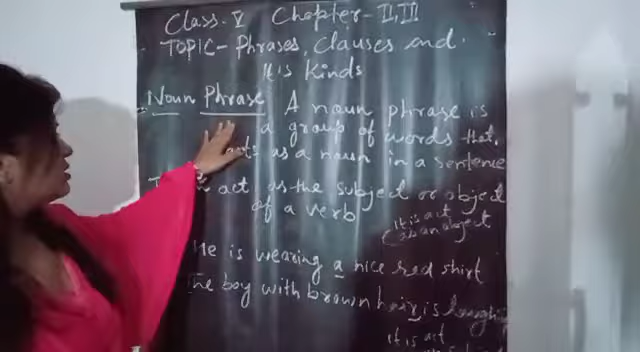 Class-V Chapter-II,III
TOPIC- Phrases, Clauses and
It is Kinds
Noun Phrase A noun phrase is
a group of words that
acts as a noun in a sentence
act as the subject or object
of a verb
it is act
as an object
He is wearing a nice red shirt
The boy with brown hair is laughing
it is act